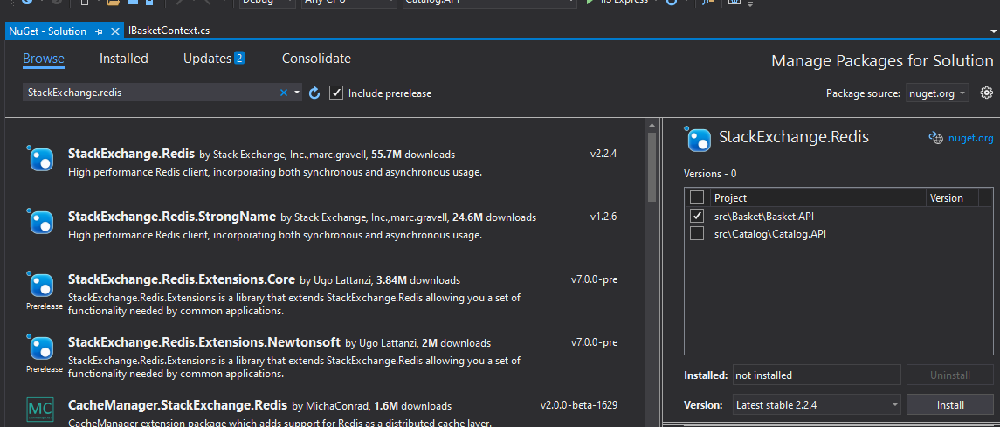 Debug
Any CPU
Catalog.API
IIS Express
NuGet - Solution
IBasketContext.cs
Browse
Installed
Updates 2
Consolidate
Manage Packages for Solution
StackExchange.redis
Include prerelease
Package source: nuget.org
StackExchange.Redis by Stack Exchange, Inc.,marc.gravell, 55.7M downloads
v2.2.4
High performance Redis client, incorporating both synchronous and asynchronous usage.
StackExchange.Redis.StrongName by Stack Exchange, Inc.,marc.gravell, 24.6M downloads
v1.2.6
High performance Redis client, incorporating both synchronous and asynchronous usage.
StackExchange.Redis.Extensions.Core by Ugo Lattanzi, 3.84M downloads
v7.0.0-pre
Prerelease
StackExchange.Redis.Extensions is a library that extends StackExchange.Redis allowing you a set of
functionality needed by common applications.
StackExchange.Redis.Extensions.Newtonsoft by Ugo Lattanzi, 2M downloads
v7.0.0-pre
Prerelease
StackExchange.Redis.Extensions is a library that extends StackExchange.Redis allowing you a set of
functionality needed by common applications.
MC
CacheManager.StackExchange.Redis by MichaConrad, 1.6M downloads
v2.0.0-beta-1629
CacheManager extension package which adds support for Redis as a distributed cache layer.
StackExchange.Redis
nuget.org
Versions - 0
Project
Version
src\Basket\Basket.API
src\Catalog\Catalog.API
Installed: not installed
Uninstall
Version: Latest stable 2.2.4
Install